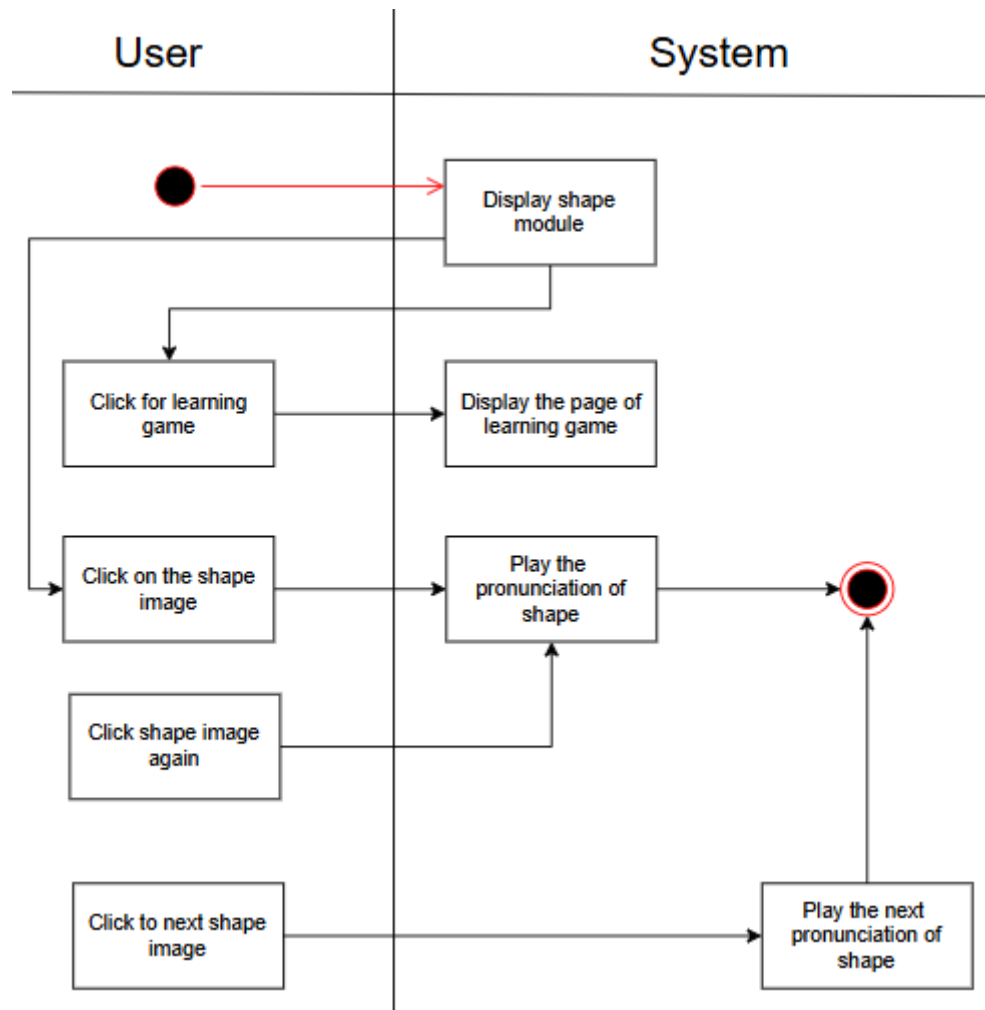 User
System
Display shape
module
Click for learning
game
Display the page of
learning game
Click on the shape
image
Play the
pronunciation of
shape
Click shape image
again
Click to next shape
image
Play the next
pronunciation of
shape